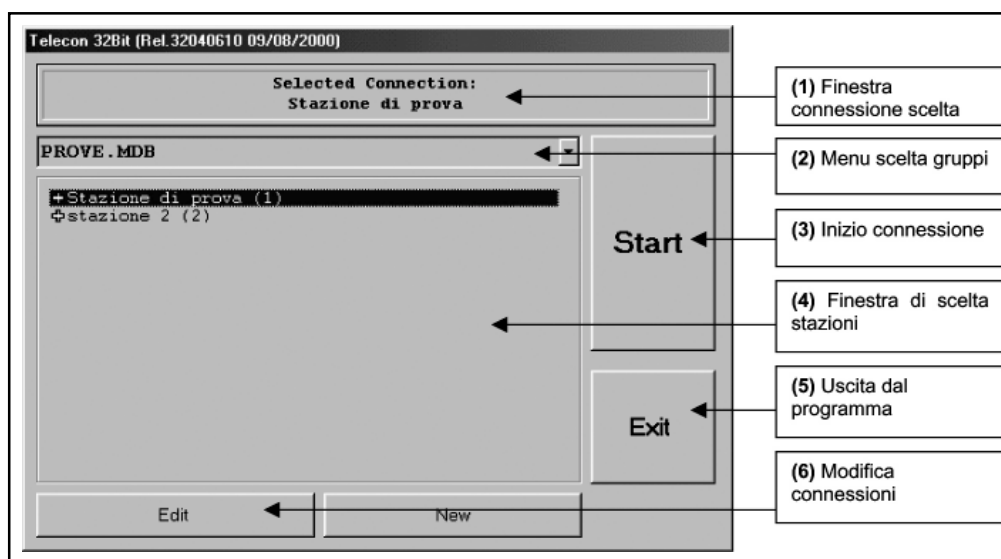 Telecon 32Bit (Rel.32040610 09/08/2000)
Selected Connection:
Stazione di prova
PROVE.MDB
+Stazione di prova (1)
stazione 2 (2)
Start
Exit
Edit
New
(1) Finestra
connessione scelta
(2) Menu scelta gruppi
(3) Inizio connessione
(4) Finestra di scelta
stazioni
(5) Uscita dal
programma
(6) Modifica
connessioni